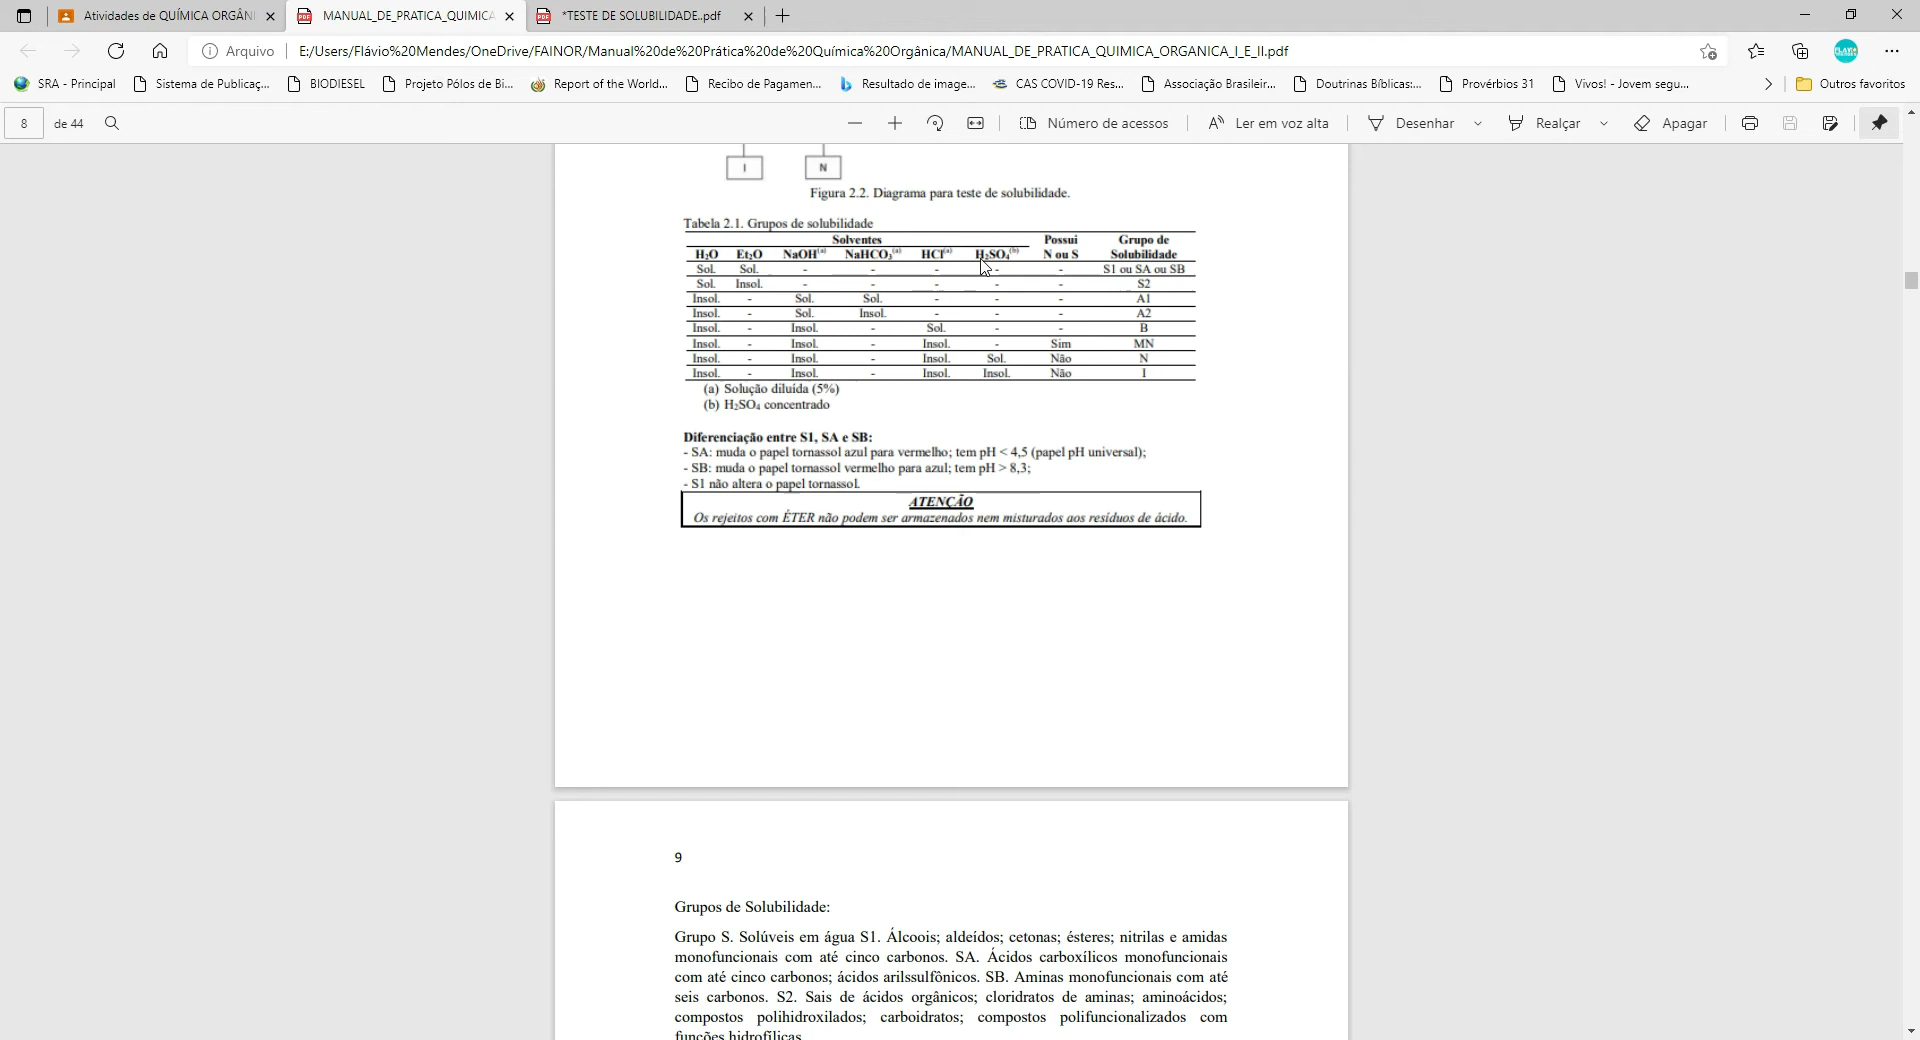 Atividades de QUÍMICA ORGÂNI
MANUAL_DE_PRATICA_QUIMICA
*TESTE DE SOLUBILIDADE..pdf
Arquivo
E:/Users/Flávio%20Mendes/OneDrive/FAINOR/Manual%20de%20Prática%20de%20Química%20Orgânica/MANUAL_DE_PRATICA_QUIMICA_ORGANICA_I_E_II.pdf
SRA - Principal
Sistema de Publicaç...
BIODIESEL
Projeto Pólos de Bi...
Report of the World...
Recibo de Pagamen...
Resultado de image...
CAS COVID-19 Res...
Associação Brasileir...
Doutrinas Bíblicas:...
Provérbios 31
Vivos! - Jovem segu...
Outros favoritos
8 de 44
Número de acessos
Ler em voz alta
Desenhar
Realçar
Apagar
I N
Figura 2.2. Diagrama para teste de solubilidade.
Tabela 2.1. Grupos de solubilidade
Solventes Possui Grupo de
H₂O Et₂O NaOH⁽ᵃ⁾ NaHCO₃⁽ᵃ⁾ HCl⁽ᵃ⁾ H₂SO₄⁽ᵇ⁾ N ou S Solubilidade
Sol. Sol. - - - - - S1 ou SA ou SB
Sol. Insol. - - - - - S2
Insol. - Sol. Sol. - - - A1
Insol. - Sol. Insol. - - - A2
Insol. - Insol. - Sol. - - B
Insol. - Insol. - Insol. - Sim MN
Insol. - Insol. - Insol. Sol. Não N
Insol. - Insol. - Insol. Insol. Não I
(a) Solução diluída (5%)
(b) H₂SO₄ concentrado
Diferenciação entre S1, SA e SB:
- SA: muda o papel tornassol azul para vermelho; tem pH < 4,5 (papel pH universal);
- SB: muda o papel tornassol vermelho para azul; tem pH > 8,3;
- S1 não altera o papel tornassol.
ATENÇÃO
Os rejeitos com ÉTER não podem ser armazenados nem misturados aos resíduos de ácido.
9
Grupos de Solubilidade:
Grupo S. Solúveis em água S1. Álcoois; aldeídos; cetonas; ésteres; nitrilas e amidas
monofuncionais com até cinco carbonos. SA. Ácidos carboxílicos monofuncionais
com até cinco carbonos; ácidos arilssulfônicos. SB. Aminas monofuncionais com até
seis carbonos. S2. Sais de ácidos orgânicos; cloridratos de aminas; aminoácidos;
compostos polihidroxilados; carboidratos; compostos polifuncionalizados com
funções hidrofílicas.